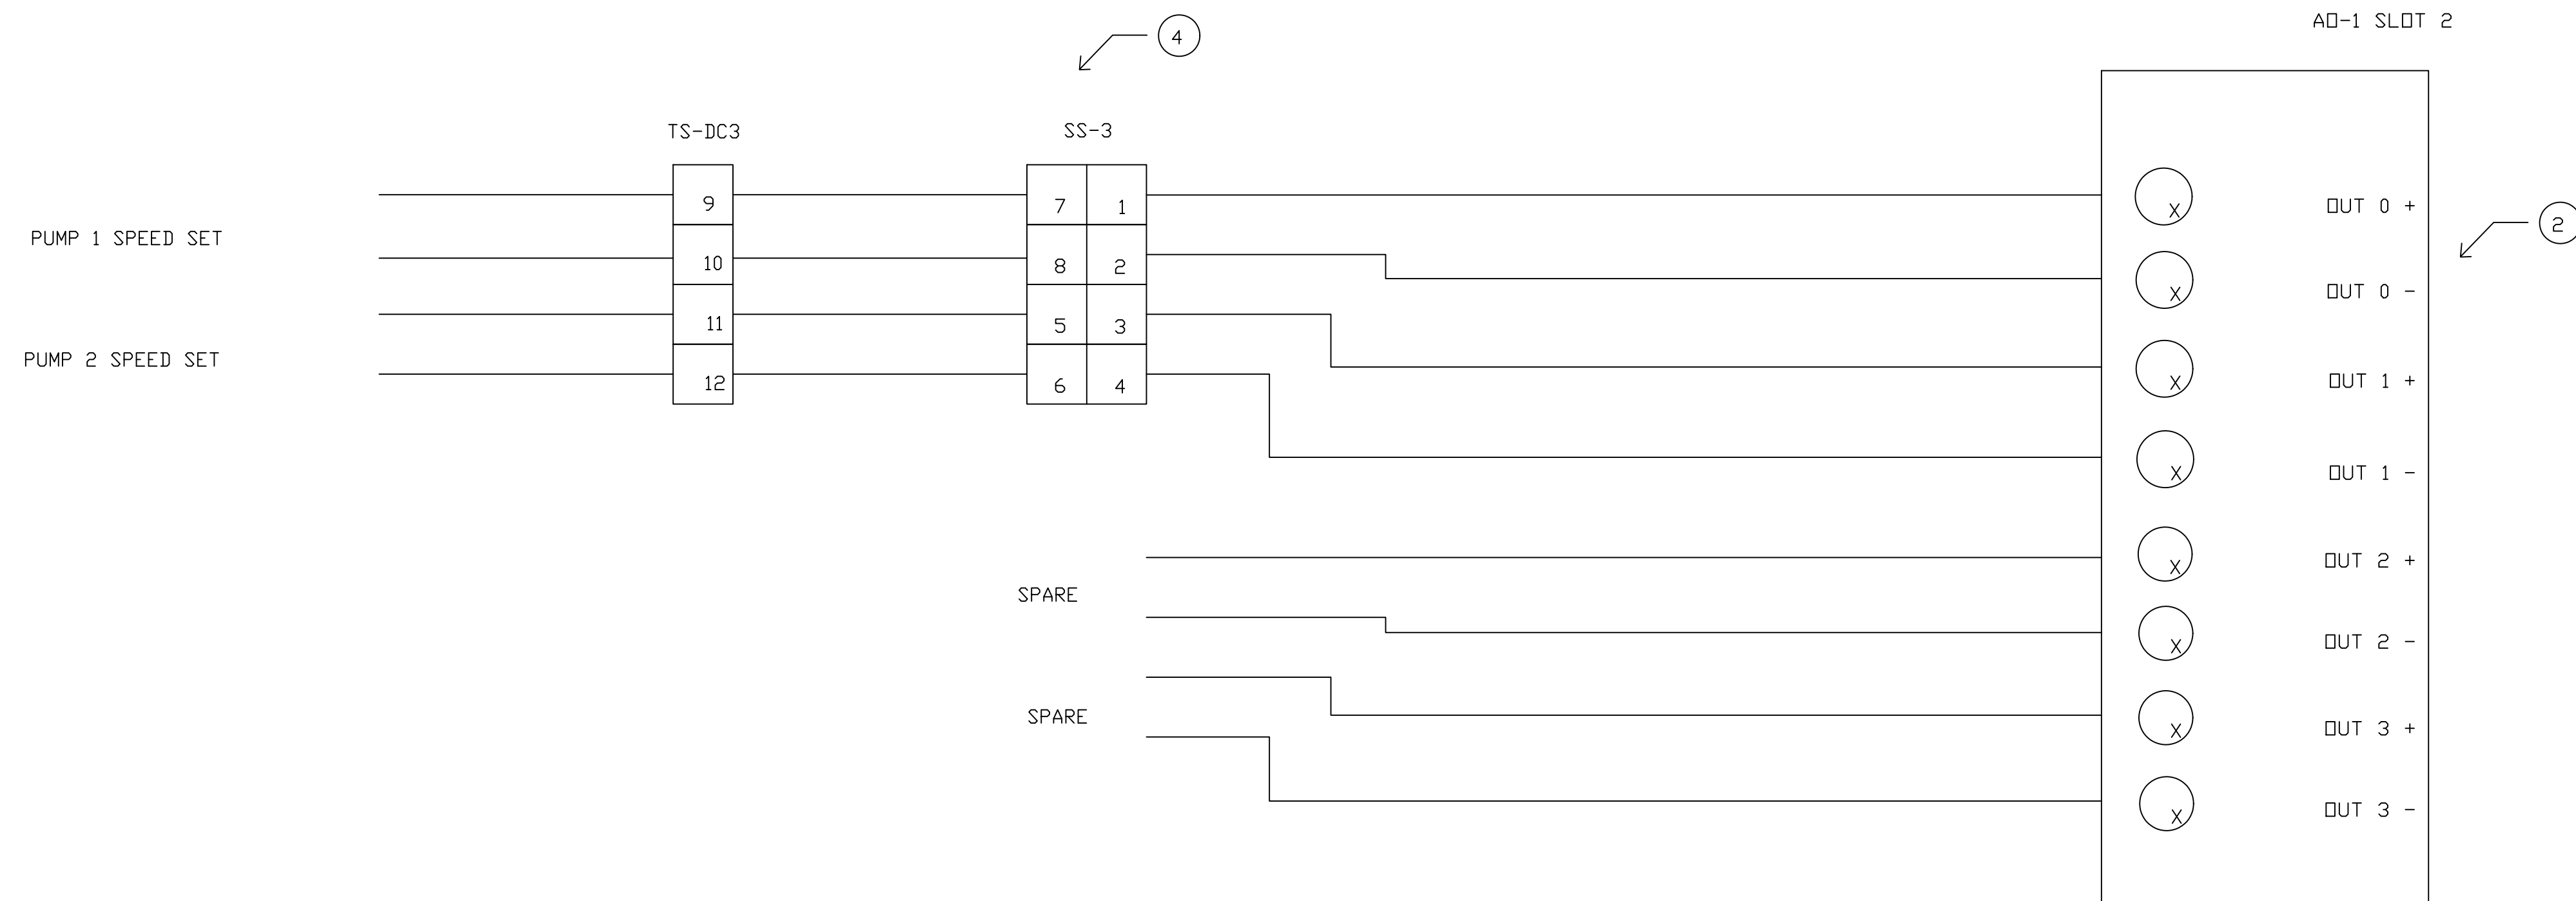 AO-1 SLOT 2
4
TS-DC3
SS-3
9
7 1
X
OUT 0 +
2
PUMP 1 SPEED SET
10
8 2
X
OUT 0 -
11
5 3
PUMP 2 SPEED SET
X
OUT 1 +
12
6 4
X
OUT 1 -
X
OUT 2 +
SPARE
X
OUT 2 -
SPARE
X
OUT 3 +
X
OUT 3 -